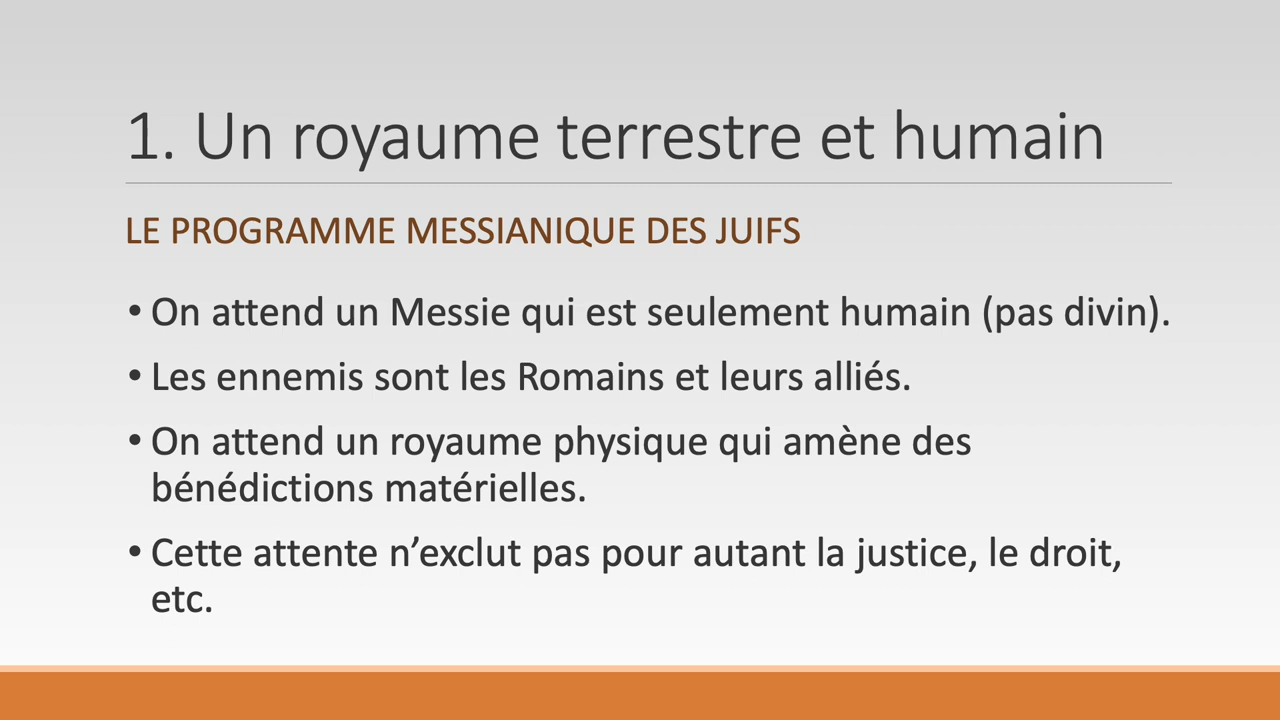 1. Un royaume terrestre et humain
LE PROGRAMME MESSIANIQUE DES JUIFS
• On attend un Messie qui est seulement humain (pas divin).
• Les ennemis sont les Romains et leurs alliés.
• On attend un royaume physique qui amène des
bénédictions matérielles.
• Cette attente n’exclut pas pour autant la justice, le droit,
etc.